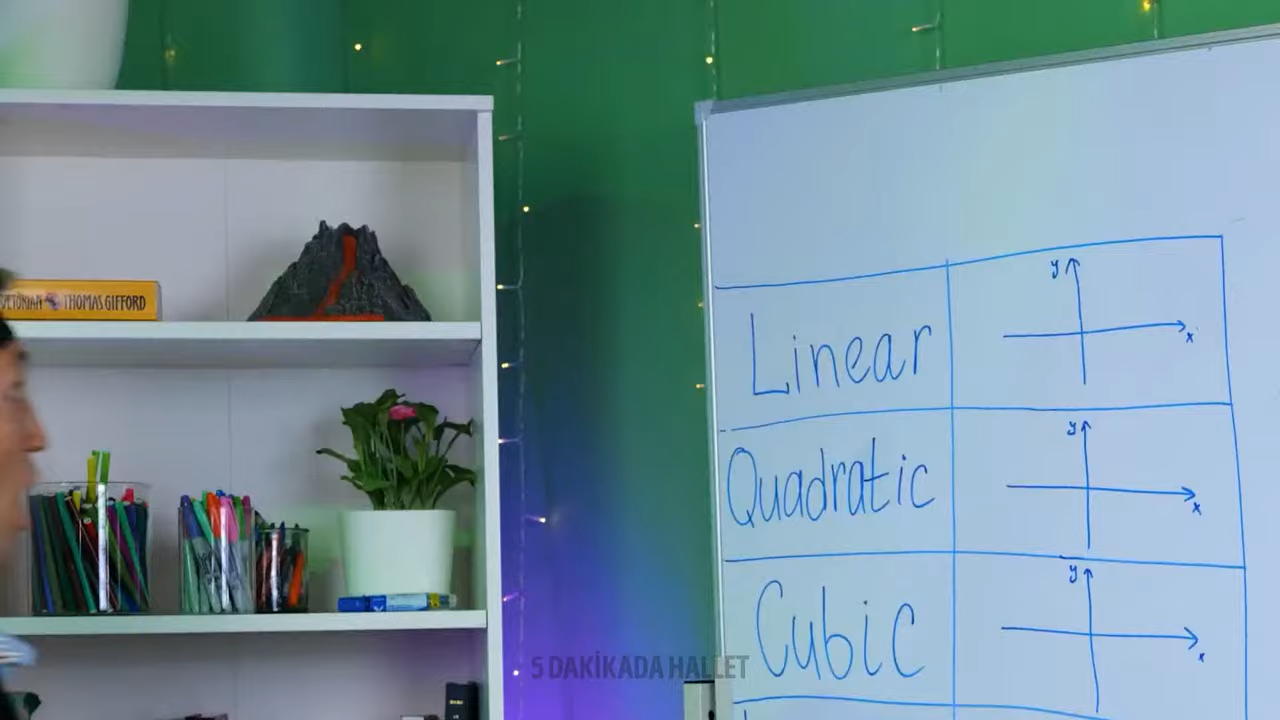 THOMAS GIFFORD
y
x
Linear
y
x
Quadratic
y
x
Cubic
5 DAKİKADA HALLET